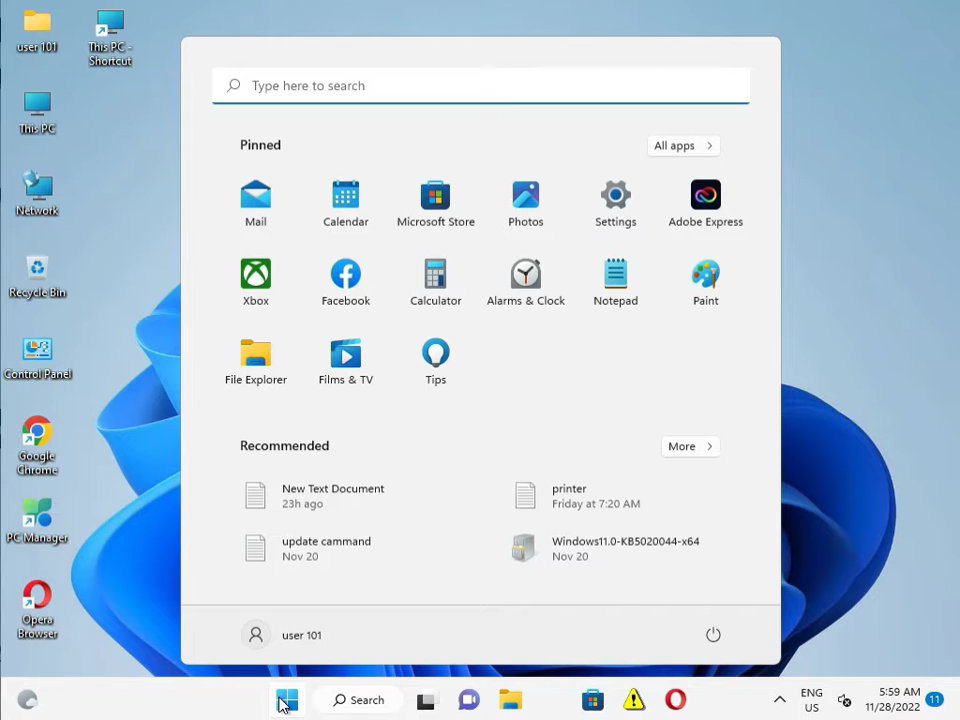 user 101
This PC -
Shortcut
This PC
Network
Recycle Bin
Control Panel
Google
Chrome
PC Manager
Opera
Browser
Type here to search
Pinned
All apps
Mail
Calendar
Microsoft Store
Photos
Settings
Adobe Express
Xbox
Facebook
Calculator
Alarms & Clock
Notepad
Paint
File Explorer
Films & TV
Tips
Recommended
More
New Text Document
23h ago
printer
Friday at 7:20 AM
update cammand
Nov 20
Windows11.0-KB5020044-x64
Nov 20
user 101
Search
ENG
US
5:59 AM
11/28/2022
11